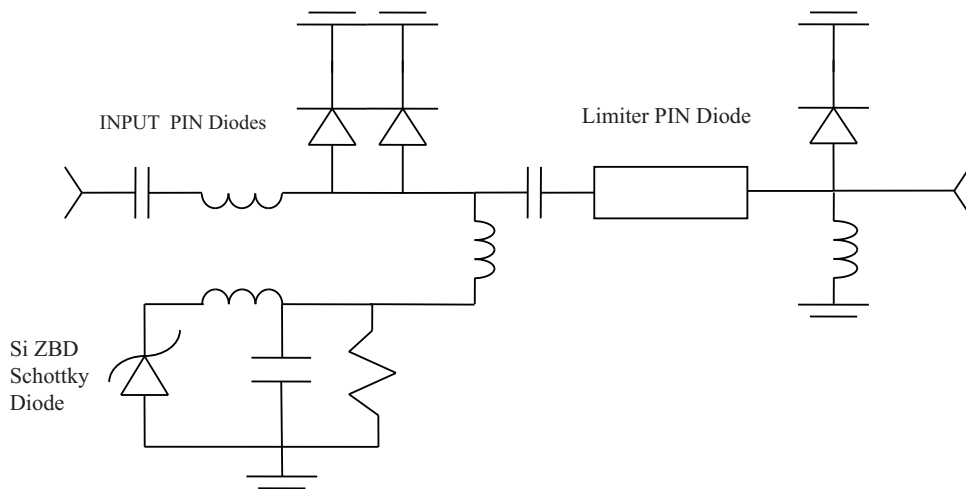 INPUT PIN Diodes
Limiter PIN Diode
Si ZBD
Schottky
Diode